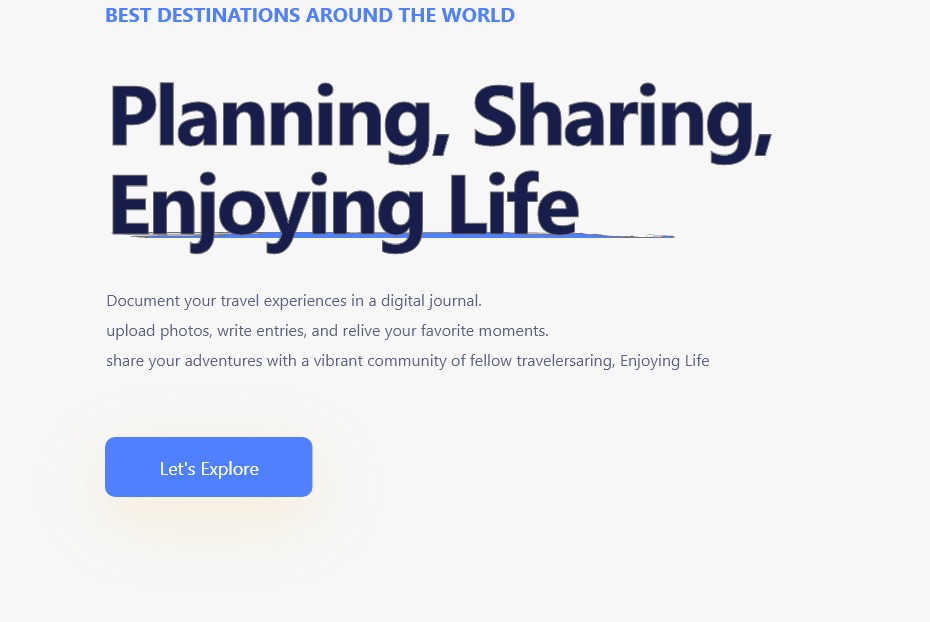 BEST DESTINATIONS AROUND THE WORLD
Planning, Sharing,
Enjoying Life
Document your travel experiences in a digital journal.
upload photos, write entries, and relive your favorite moments.
share your adventures with a vibrant community of fellow travelersaring, Enjoying Life
Let's Explore